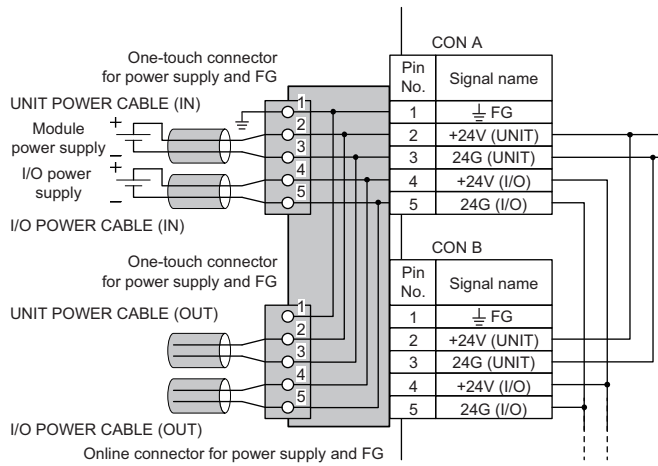 CON A
One-touch connector
for power supply and FG
Pin
No.
Signal name
UNIT POWER CABLE (IN)
Module
power supply
+
−
I/O power
supply
+
−
I/O POWER CABLE (IN)
1
2
3
4
5
1 FG
2 +24V (UNIT)
3 24G (UNIT)
4 +24V (I/O)
5 24G (I/O)
CON B
One-touch connector
for power supply and FG
Pin
No.
Signal name
UNIT POWER CABLE (OUT)
1
2
3
4
5
1 FG
2 +24V (UNIT)
3 24G (UNIT)
4 +24V (I/O)
5 24G (I/O)
I/O POWER CABLE (OUT)
Online connector for power supply and FG